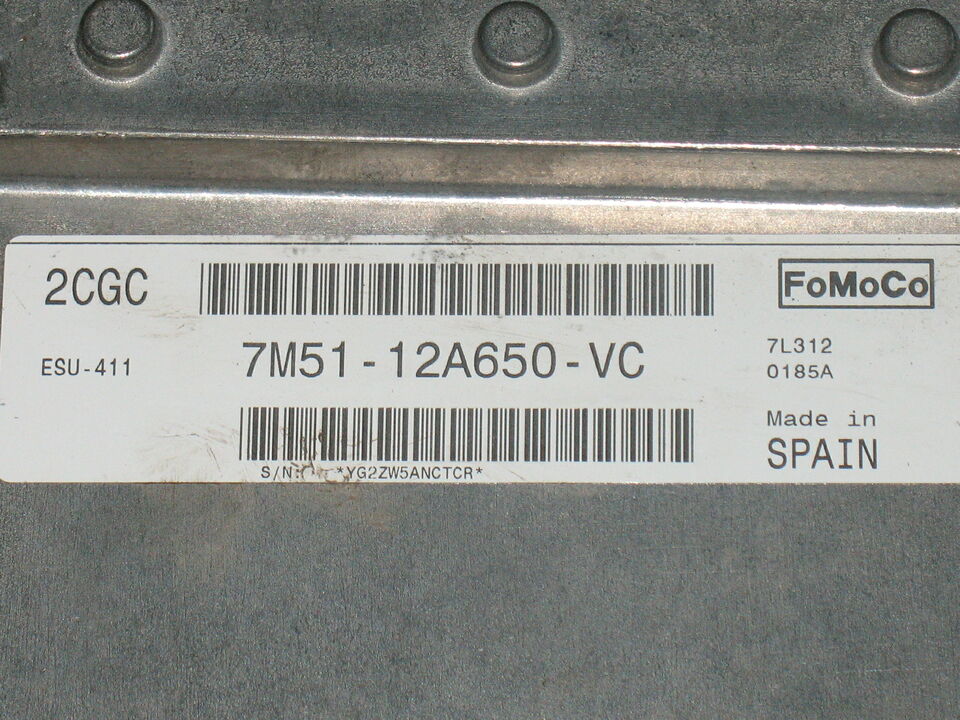 2CGC
FoMoCo
ESU-411
7M51-12A650-VC
7L312
0185A
Made in
SPAIN
S/N: *YG2ZW5ANCTCR*